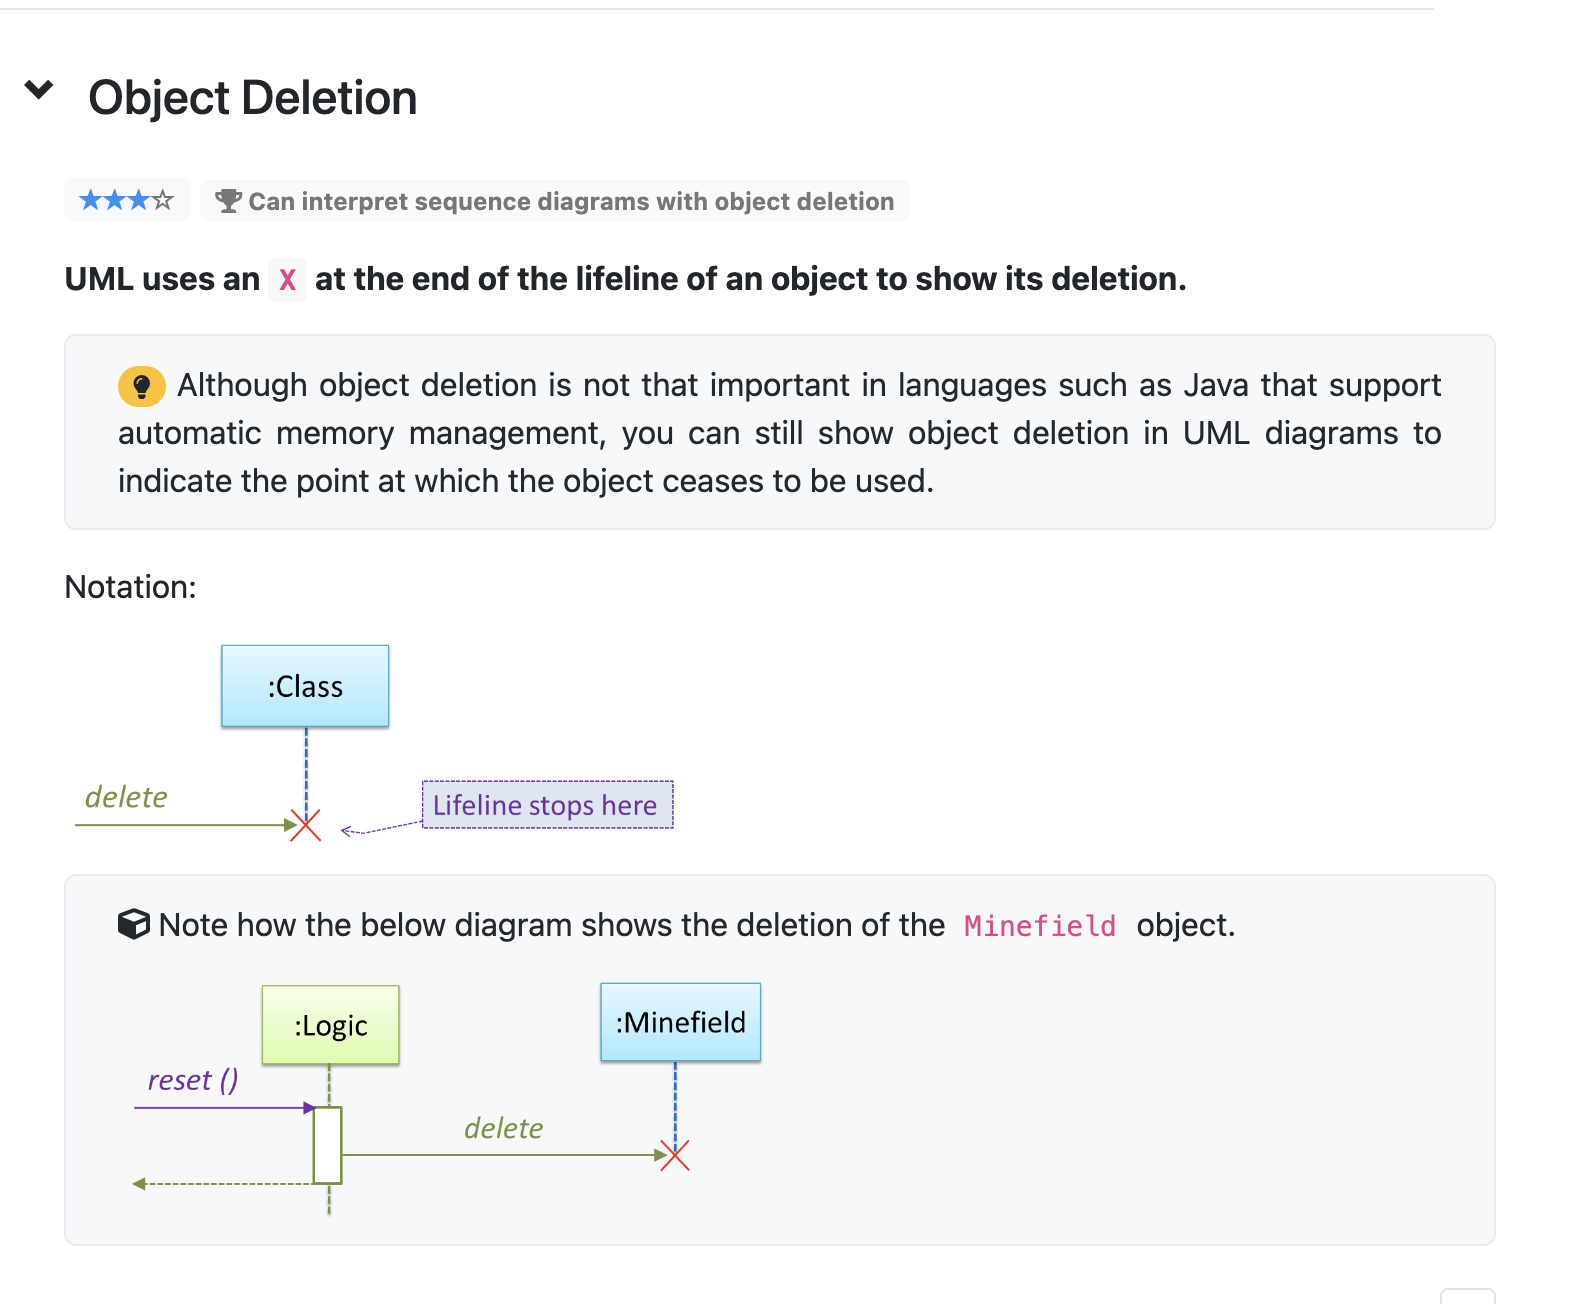 Object Deletion
★★★☆ Can interpret sequence diagrams with object deletion
UML uses an X at the end of the lifeline of an object to show its deletion.
Although object deletion is not that important in languages such as Java that support
automatic memory management, you can still show object deletion in UML diagrams to
indicate the point at which the object ceases to be used.
Notation:
:Class
delete
Lifeline stops here
Note how the below diagram shows the deletion of the Minefield object.
:Logic
:Minefield
reset ()
delete